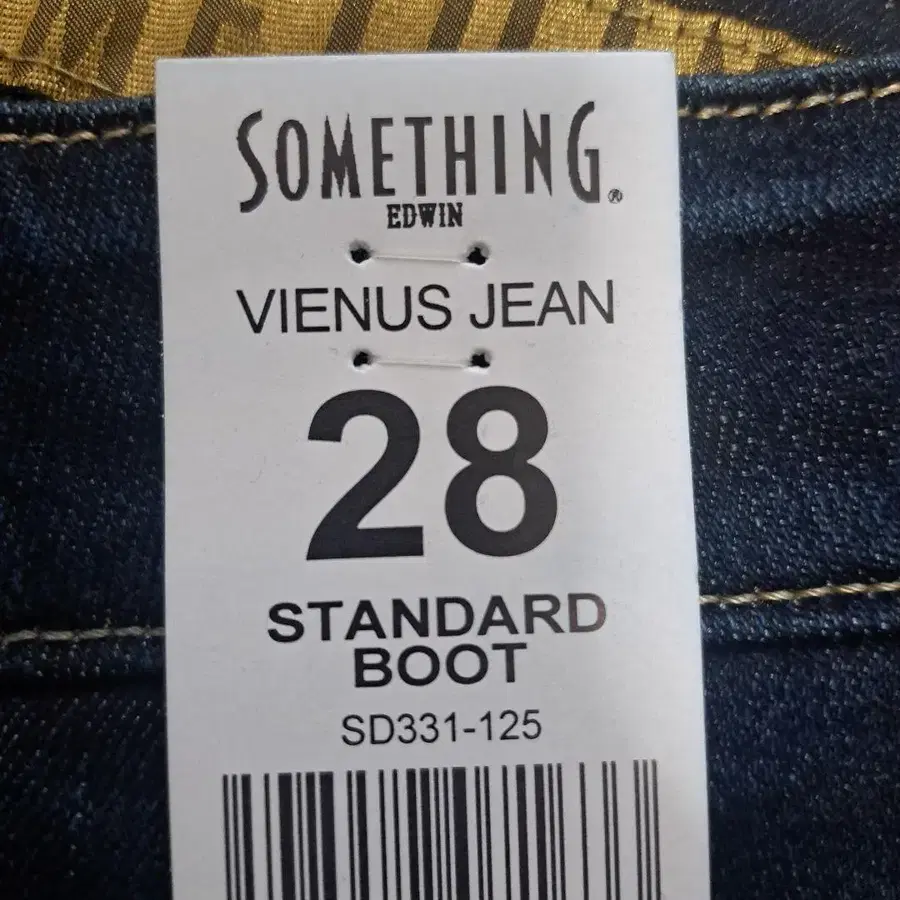 SOMETHING®
EDWIN
VIENUS JEAN
28
STANDARD
BOOT
SD331-125